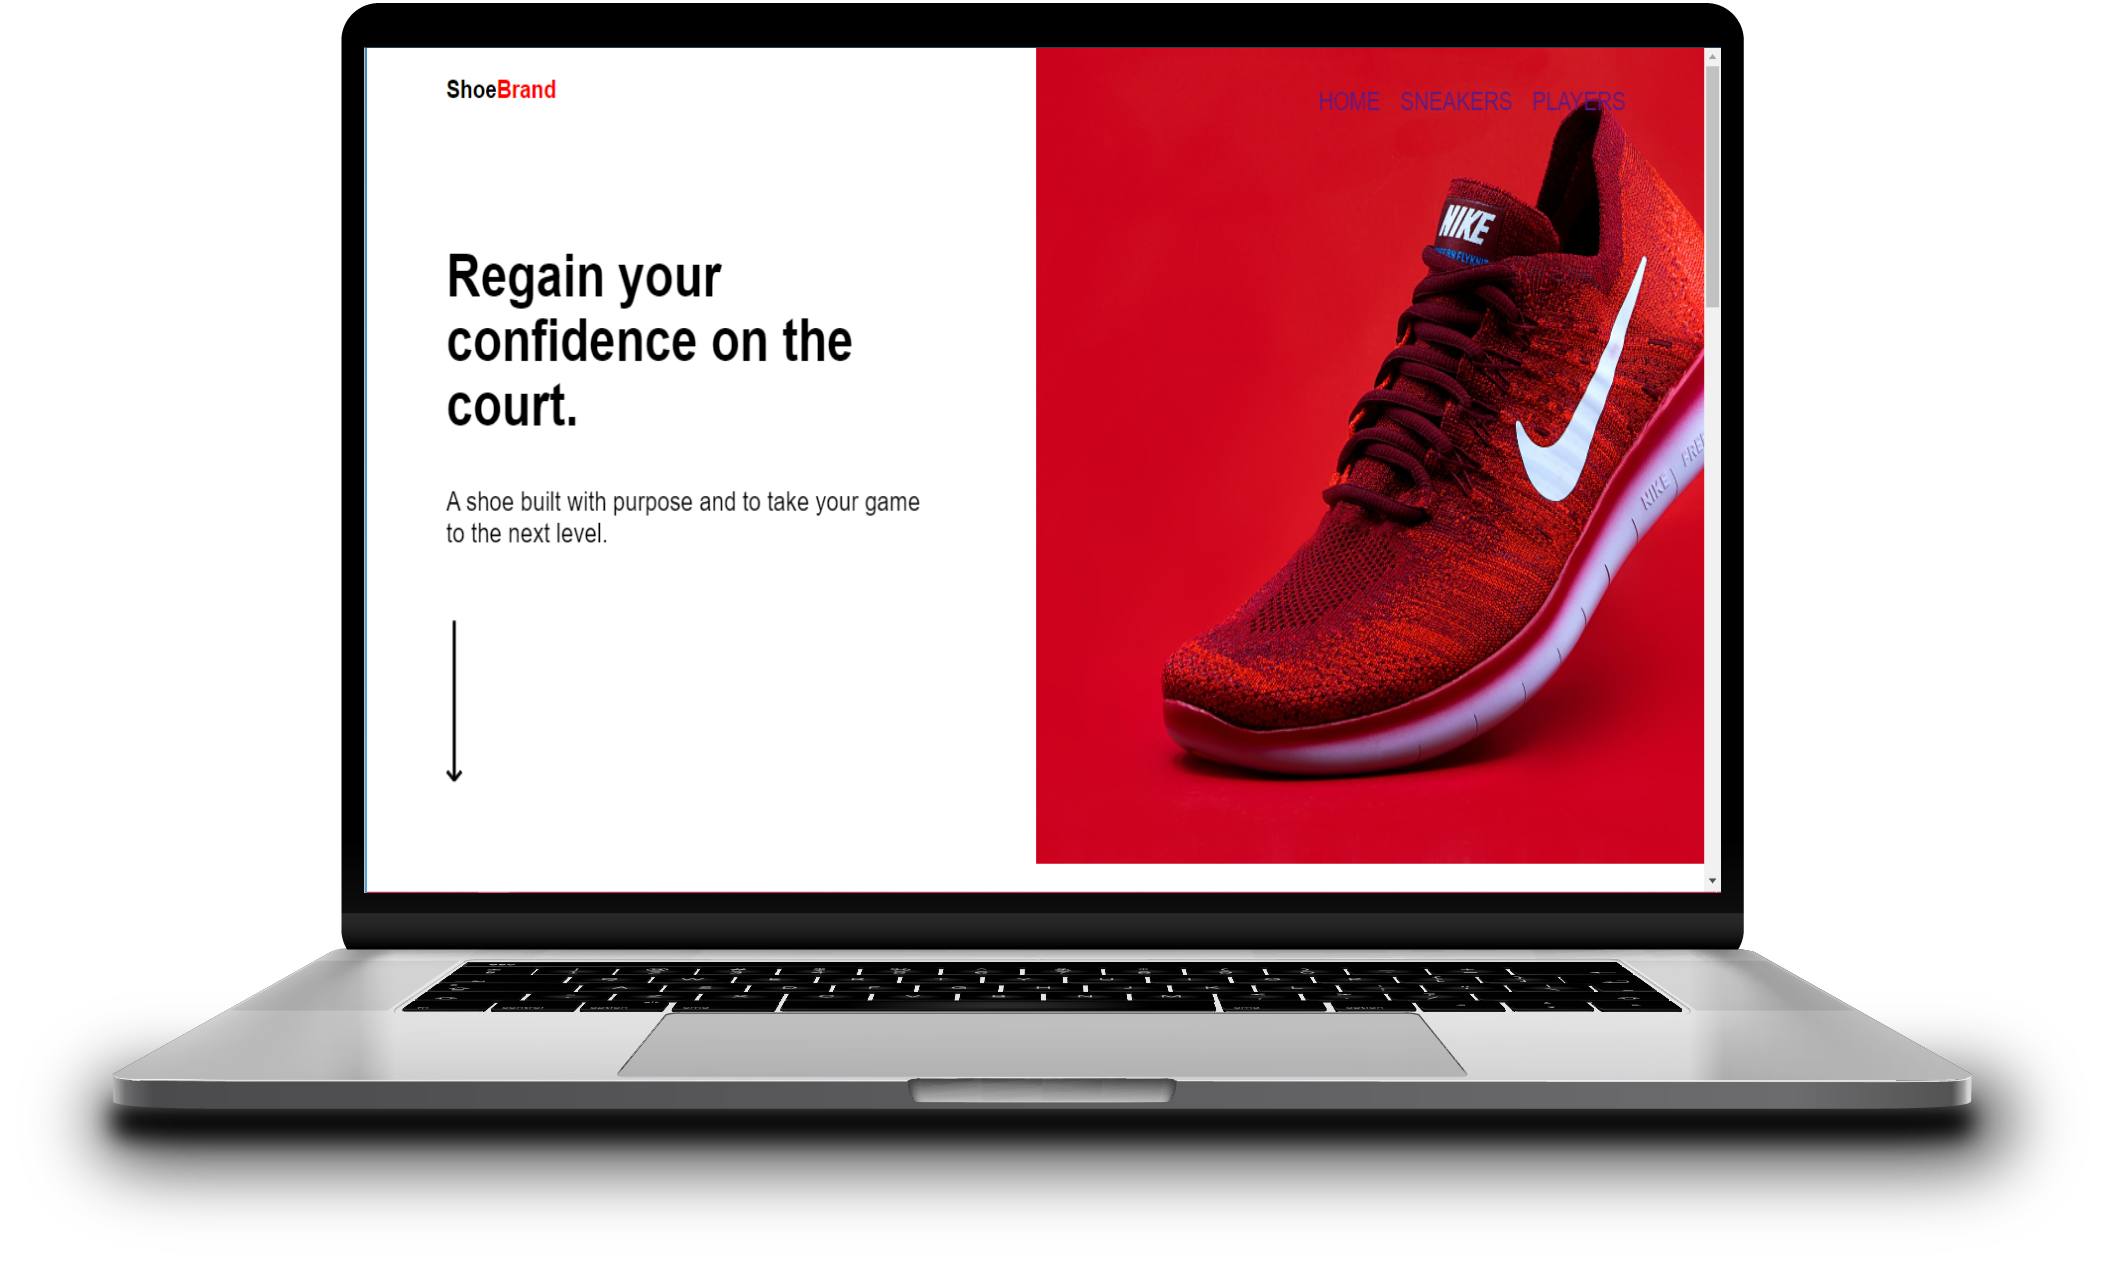 ShoeBrand
HOME SNEAKERS PLAYERS
Regain your
confidence on the
court.
A shoe built with purpose and to take your game
to the next level.
NIKE
NIKE